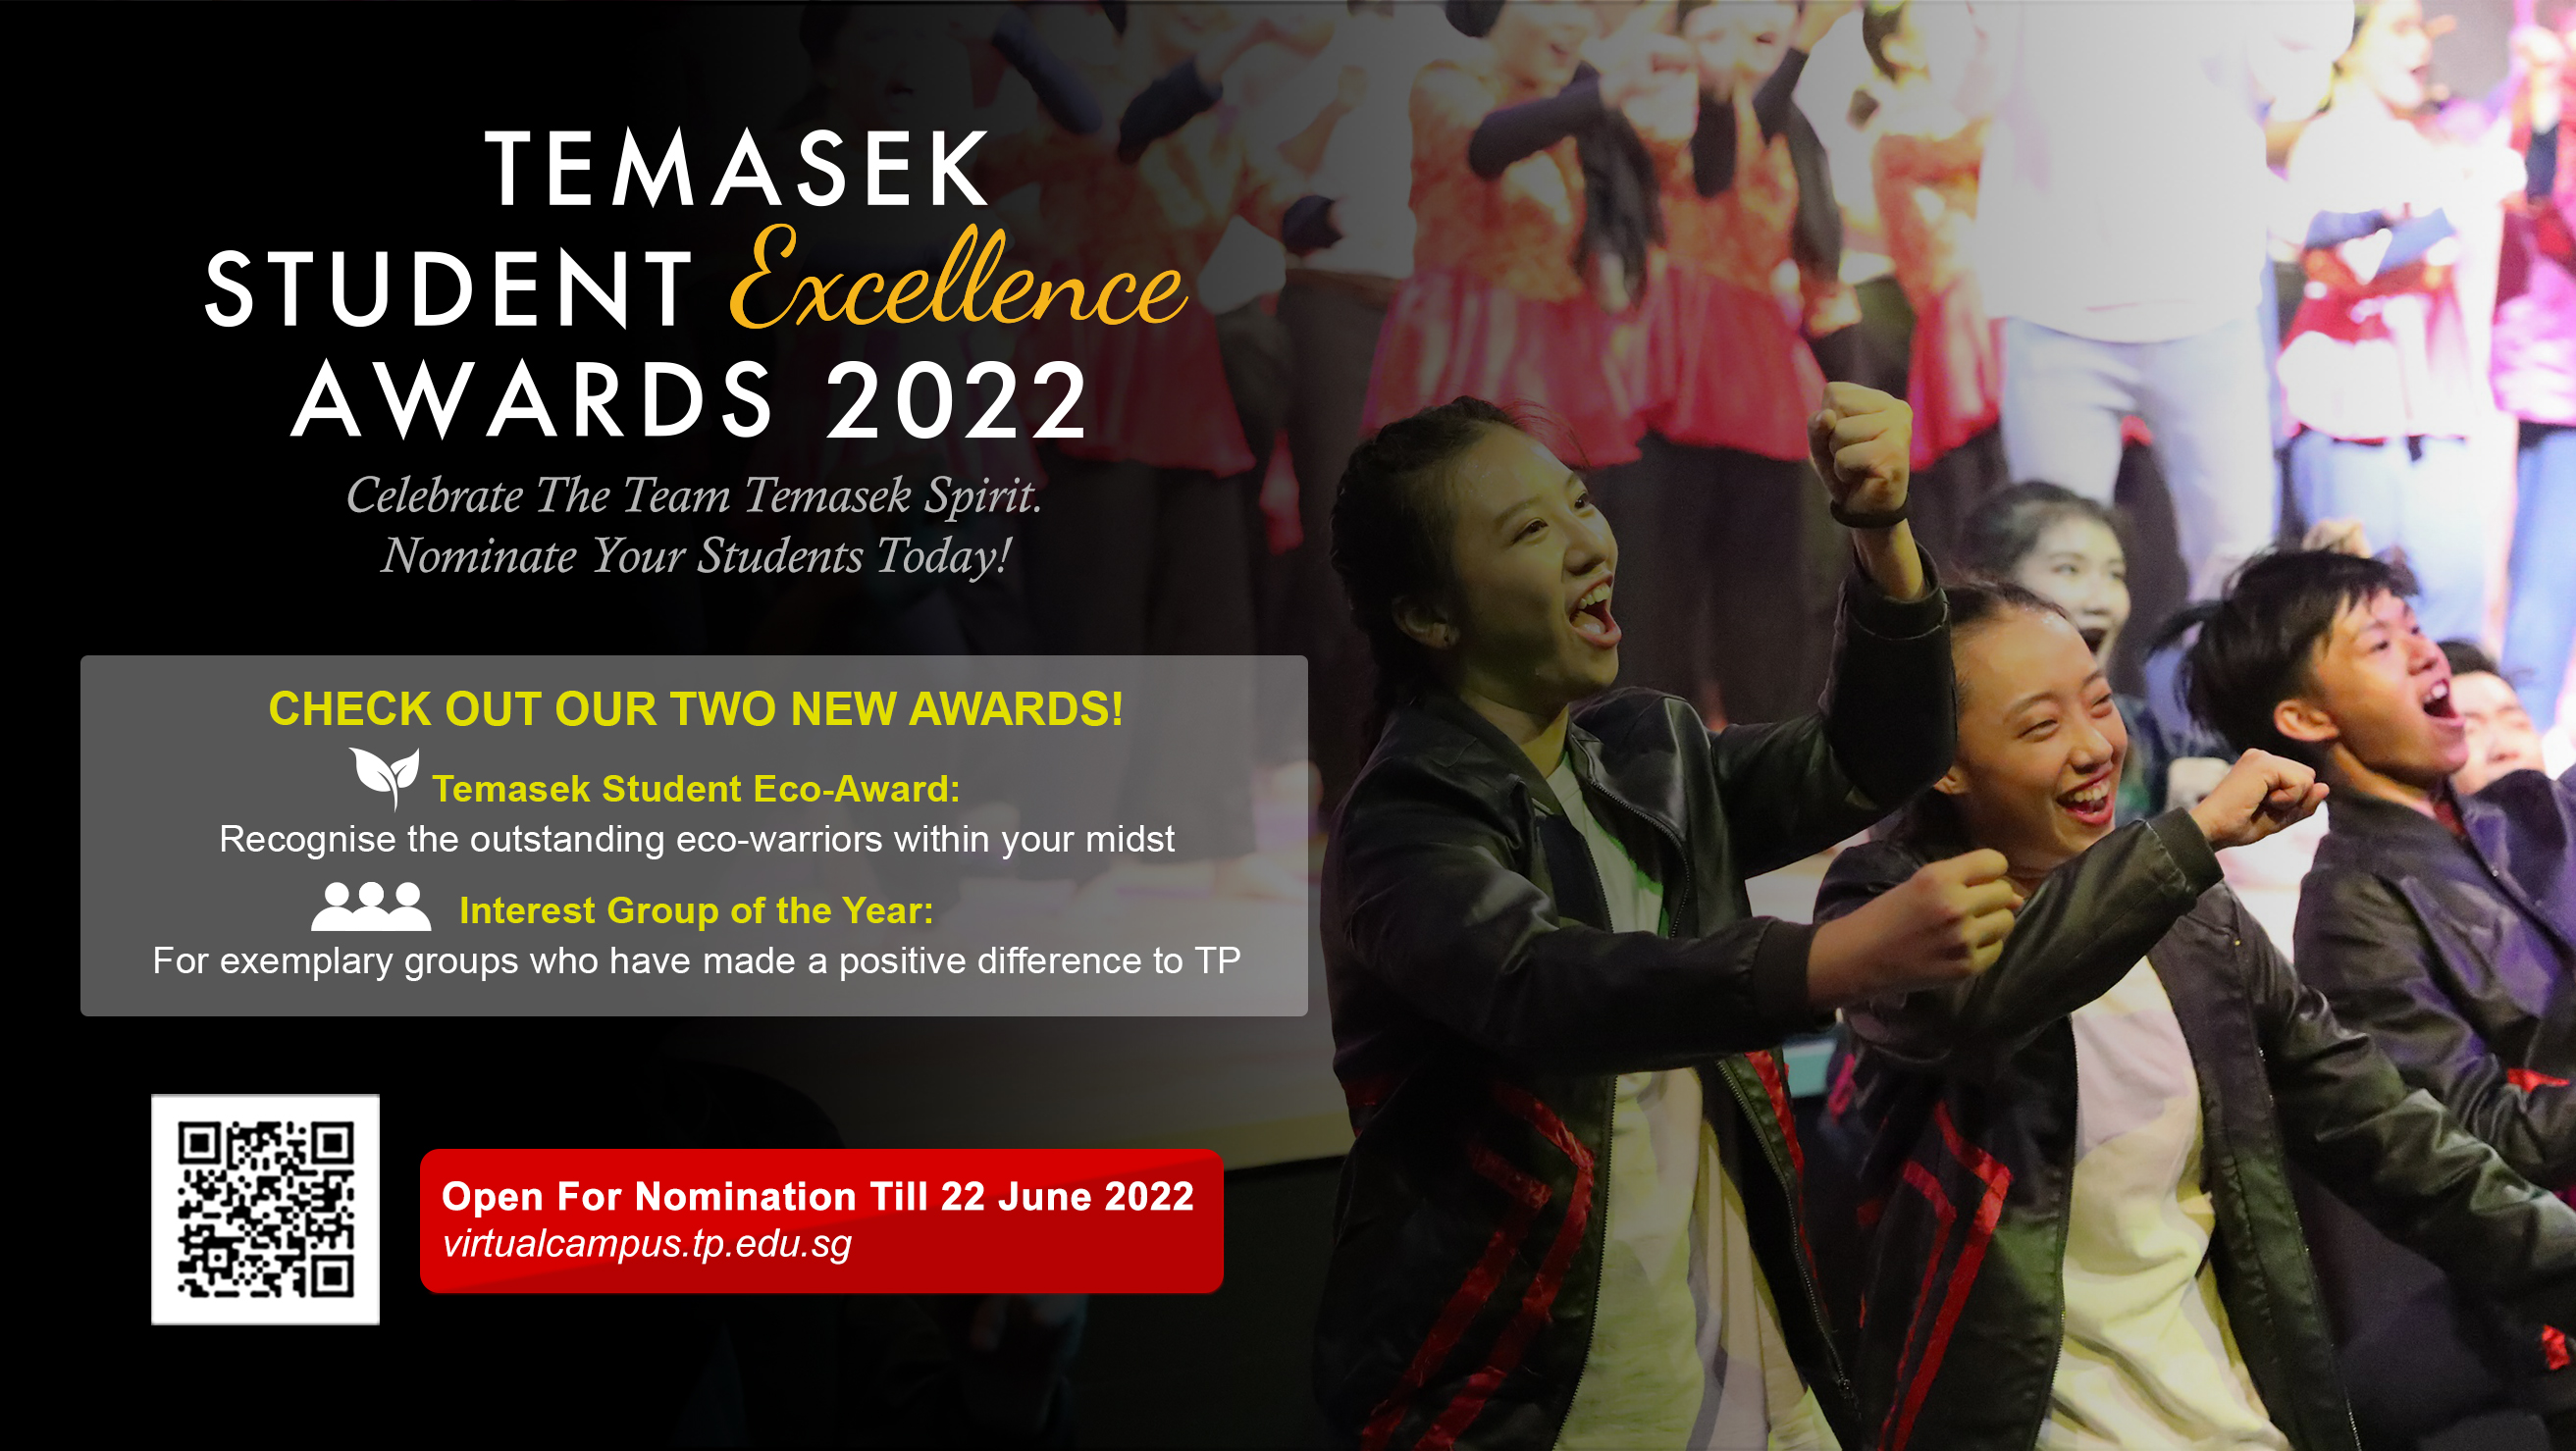 TEMASEK
STUDENT Excellence
AWARDS 2022
Celebrate The Team Temasek Spirit.
Nominate Your Students Today!
CHECK OUT OUR TWO NEW AWARDS!
Temasek Student Eco-Award:
Recognise the outstanding eco-warriors within your midst
Interest Group of the Year:
For exemplary groups who have made a positive difference to TP
Open For Nomination Till 22 June 2022
virtualcampus.tp.edu.sg